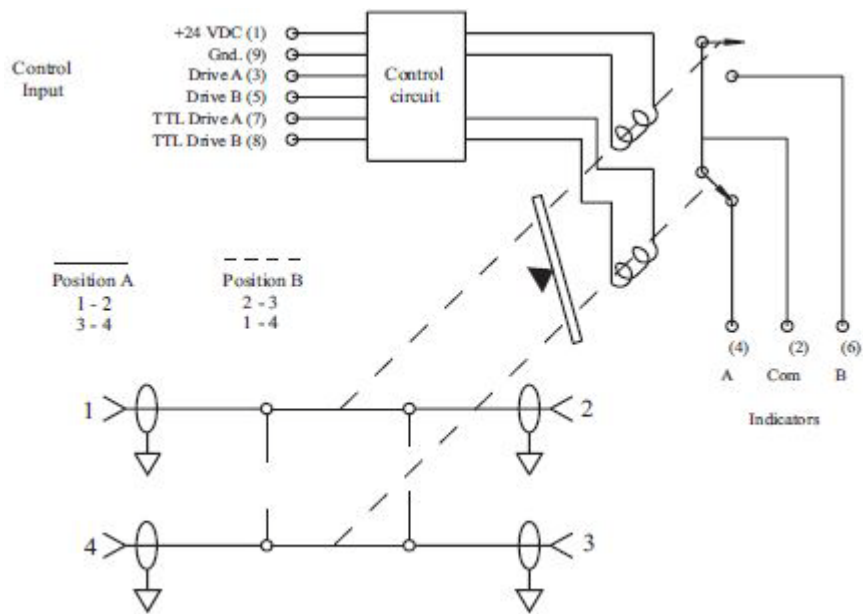 +24 VDC (1)
Gnd. (9)
Drive A (3)
Drive B (5)
TTL Drive A (7)
TTL Drive B (8)
Control
Input
Control
circuit
Position A
1 - 2
3 - 4
Position B
2 - 3
1 - 4
(4) (2) (6)
A Com B
Indicators
1 2
4 3